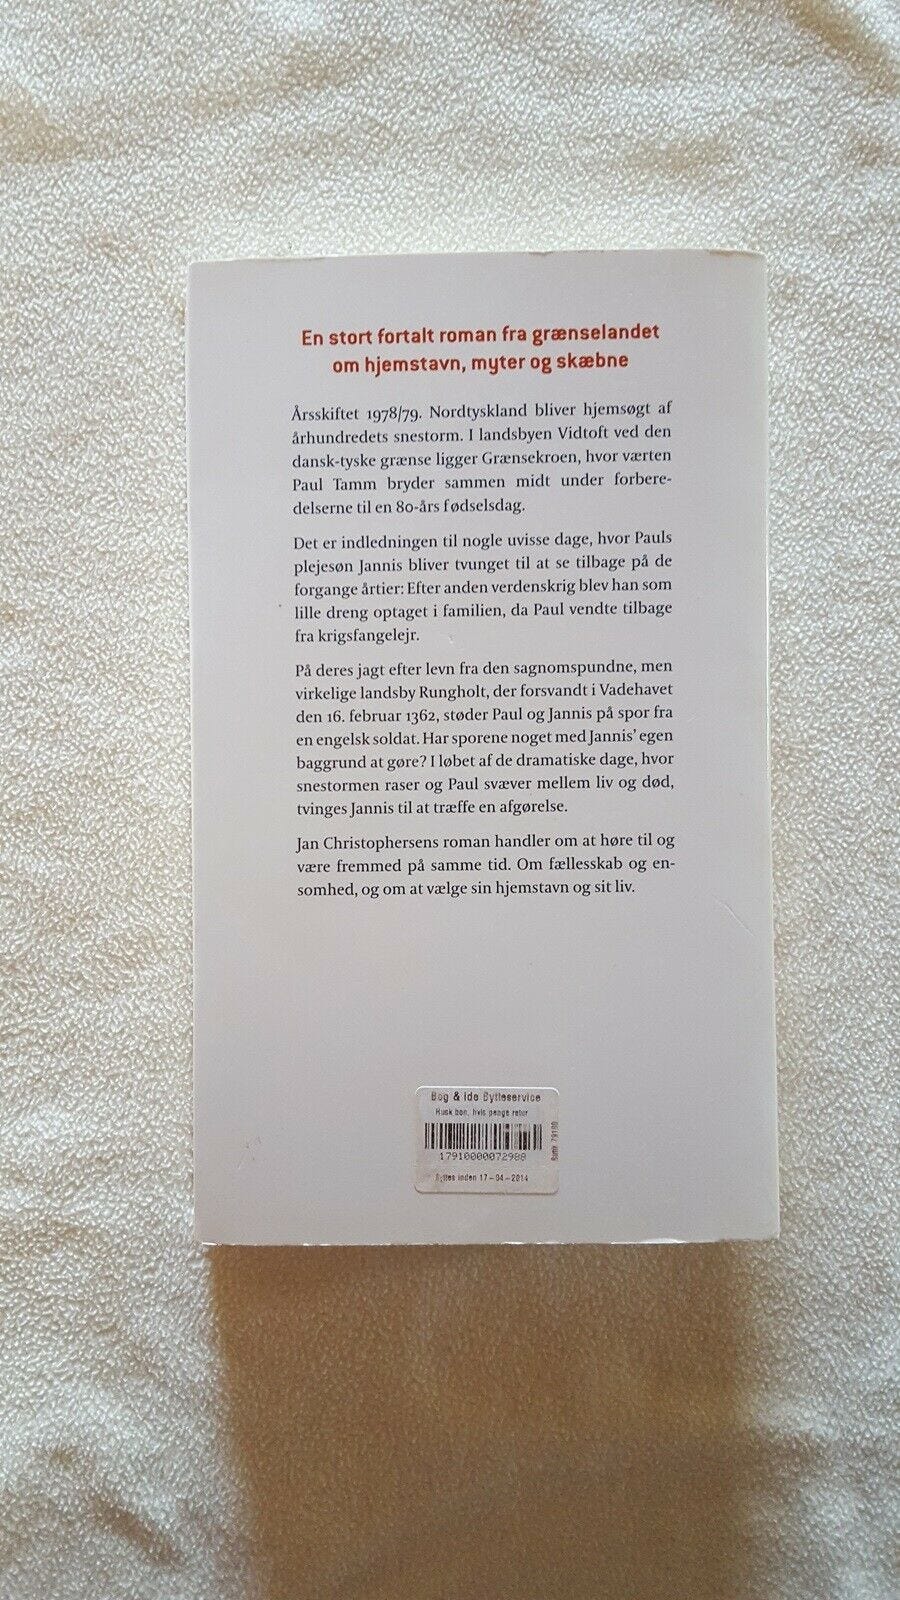 En stort fortalt roman fra grænselandet
om hjemstavn, myter og skæbne
Årsskiftet 1978/79. Nordtyskland bliver hjemsøgt af
århundredets snestorm. I landsbyen Vidtoft ved den
dansk-tyske grænse ligger Grænsekroen, hvor værten
Paul Tamm bryder sammen midt under forbere-
delserne til en 80-års fødselsdag.
Det er indledningen til nogle uvisse dage, hvor Pauls
plejesøn Jannis bliver tvunget til at se tilbage på de
forgange årtier: Efter anden verdenskrig blev han som
lille dreng optaget i familien, da Paul vendte tilbage
fra krigsfangelejr.
På deres jagt efter levn fra den sagnomspundne, men
virkelige landsby Rungholt, der forsvandt i Vadehavet
den 16. februar 1362, støder Paul og Jannis på spor fra
en engelsk soldat. Har sporene noget med Jannis' egen
baggrund at gøre? I løbet af de dramatiske dage, hvor
snestormen raser og Paul svæver mellem liv og død,
tvinges Jannis til at træffe en afgørelse.
Jan Christophersens roman handler om at høre til og
være fremmed på samme tid. Om fællesskab og en-
somhed, og om at vælge sin hjemstavn og sit liv.
Bog & ide Bytteservice
Husk bon, hvis penge retur
17910000072988
Byttes inden 17-04-2014
79180